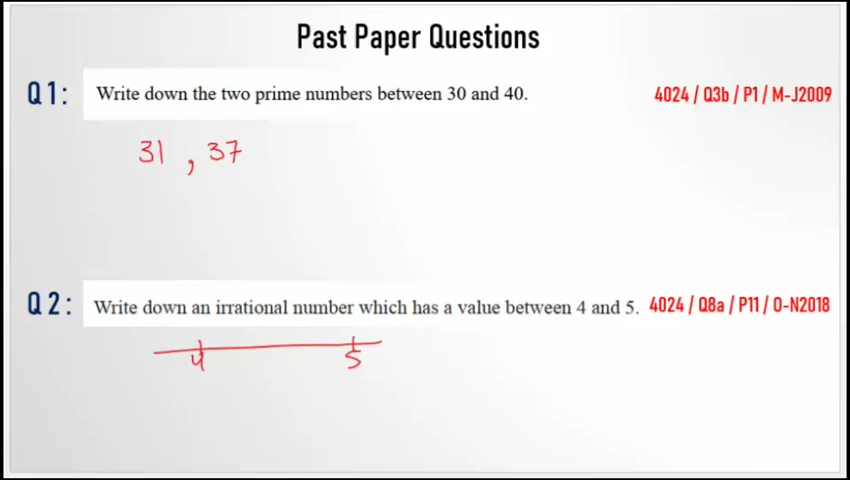 Past Paper Questions
Q1: Write down the two prime numbers between 30 and 40. 4024 / Q3b / P1 / M-J2009
31 , 37
Q2: Write down an irrational number which has a value between 4 and 5. 4024 / Q8a / P11 / O-N2018
4 5